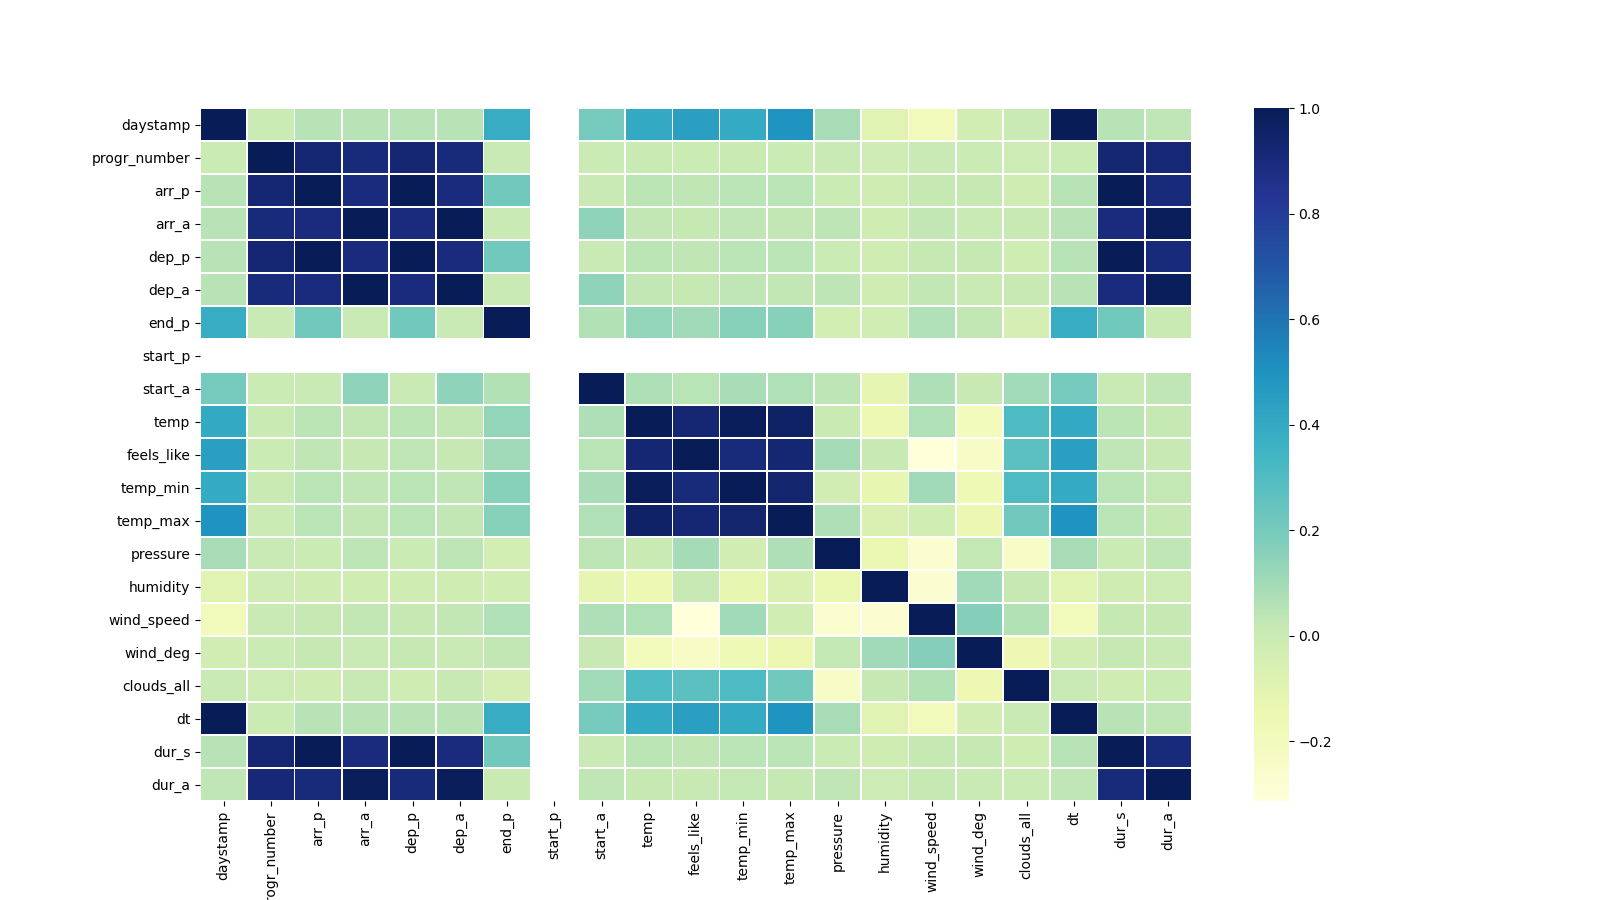 daystamp
progr_number
arr_p
arr_a
dep_p
dep_a
end_p
start_p
start_a
temp
feels_like
temp_min
temp_max
pressure
humidity
wind_speed
wind_deg
clouds_all
dt
dur_s
dur_a
daystamp
rogr_number
arr_p
arr_a
dep_p
dep_a
end_p
start_p
start_a
temp
feels_like
temp_min
temp_max
pressure
humidity
wind_speed
wind_deg
clouds_all
dt
dur_s
dur_a
1.0
0.8
0.6
0.4
0.2
0.0
−0.2